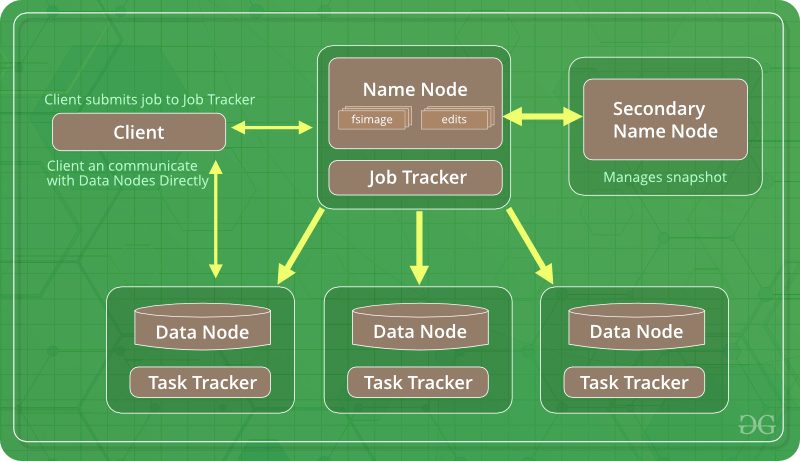 Client submits job to Job Tracker
Client
Client an communicate
with Data Nodes Directly
Name Node
fsimage
edits
Job Tracker
Secondary
Name Node
Manages snapshot
Data Node
Task Tracker
Data Node
Task Tracker
Data Node
Task Tracker
GG